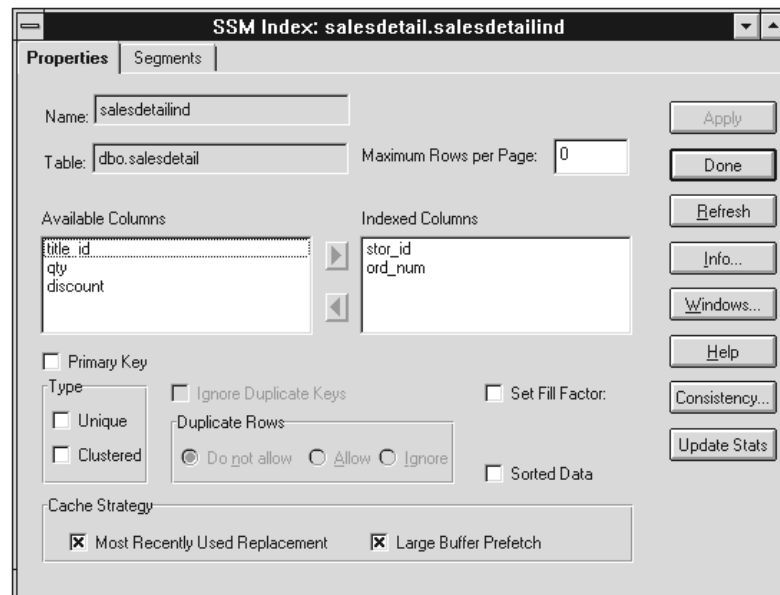 SSM Index: salesdetail.salesdetailind
Properties
Segments
Name: salesdetailind
Table: dbo.salesdetail
Maximum Rows per Page: 0
Available Columns
title_id
qty
discount
Indexed Columns
stor_id
ord_num
Primary Key
Type
Unique
Clustered
Ignore Duplicate Keys
Duplicate Rows
Do not allow
Allow
Ignore
Set Fill Factor:
Sorted Data
Cache Strategy
Most Recently Used Replacement
Large Buffer Prefetch
Apply
Done
Refresh
Info...
Windows...
Help
Consistency...
Update Stats